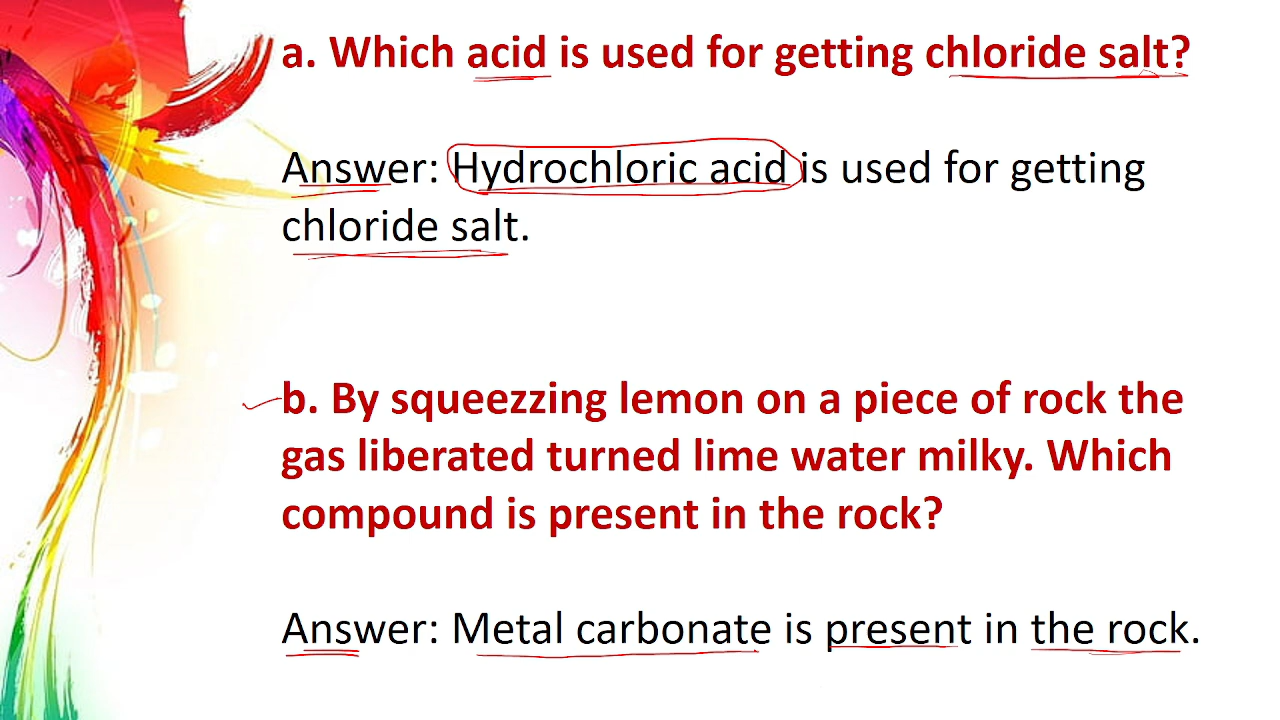 a. Which acid is used for getting chloride salt?
Answer: Hydrochloric acid is used for getting
chloride salt.
b. By squeezzing lemon on a piece of rock the
gas liberated turned lime water milky. Which
compound is present in the rock?
Answer: Metal carbonate is present in the rock.